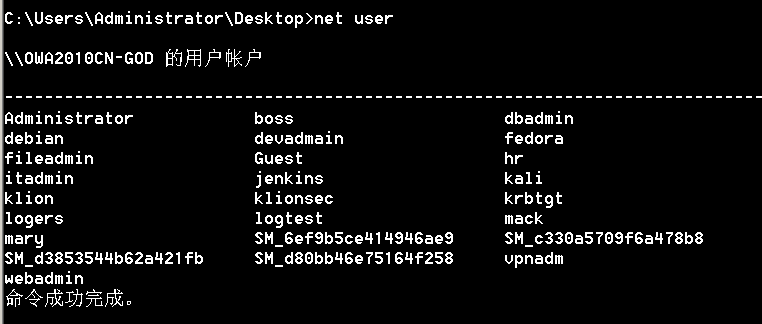 C:\Users\Administrator\Desktop>net user
\\OWA2010CN-GOD 的用户帐户
-------------------------------------------------------------------------------
Administrator            boss                     dbadmin
debian                   devadmain                fedora
fileadmin                Guest                    hr
itadmin                  jenkins                  kali
klion                    klionsec                 krbtgt
logers                   logtest                  mack
mary                     SM_6ef9b5ce414946ae9     SM_c330a5709f6a478b8
SM_d3853544b62a421fb     SM_d80bb46e75164f258     vpnadm
webadmin
命令成功完成。